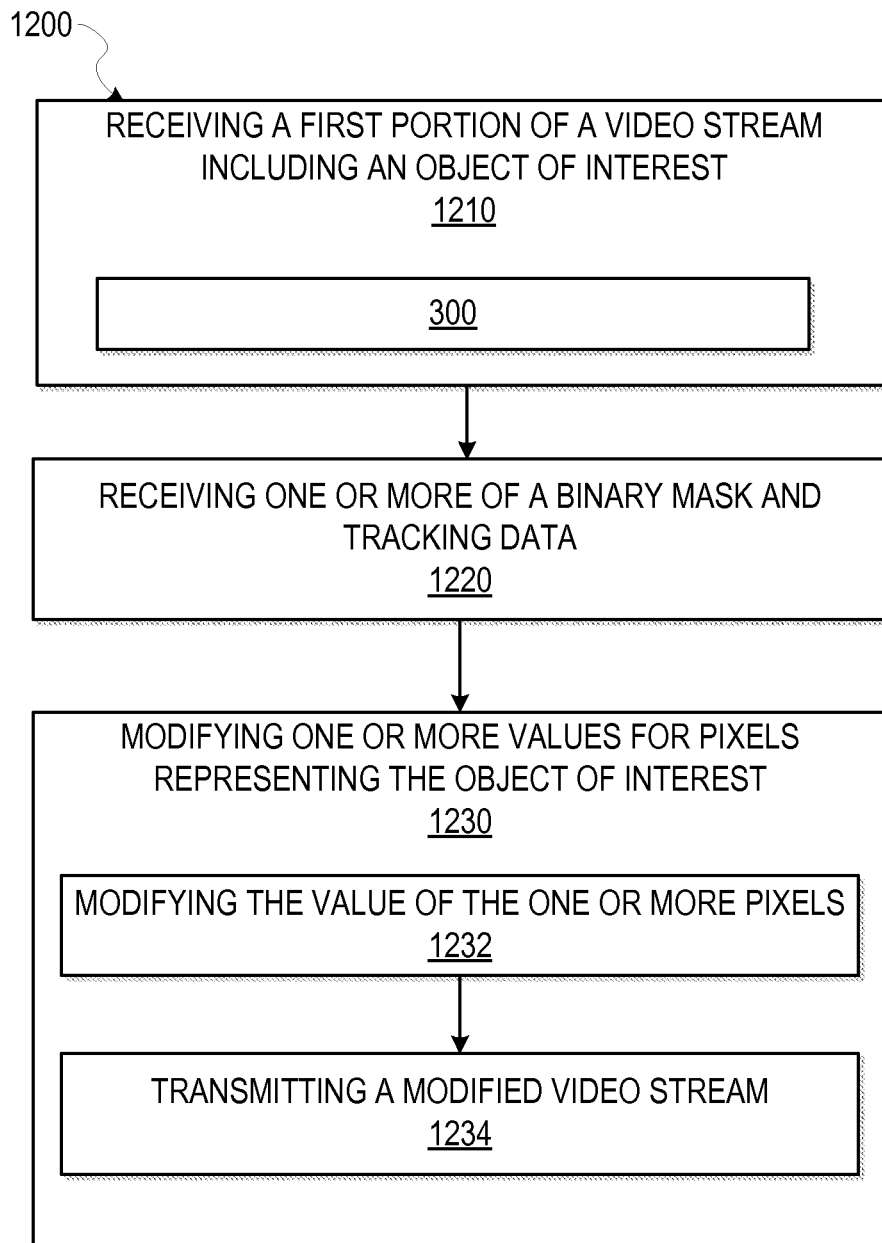 1200
RECEIVING A FIRST PORTION OF A VIDEO STREAM
INCLUDING AN OBJECT OF INTEREST
1210
300
RECEIVING ONE OR MORE OF A BINARY MASK AND
TRACKING DATA
1220
MODIFYING ONE OR MORE VALUES FOR PIXELS
REPRESENTING THE OBJECT OF INTEREST
1230
MODIFYING THE VALUE OF THE ONE OR MORE PIXELS
1232
TRANSMITTING A MODIFIED VIDEO STREAM
1234